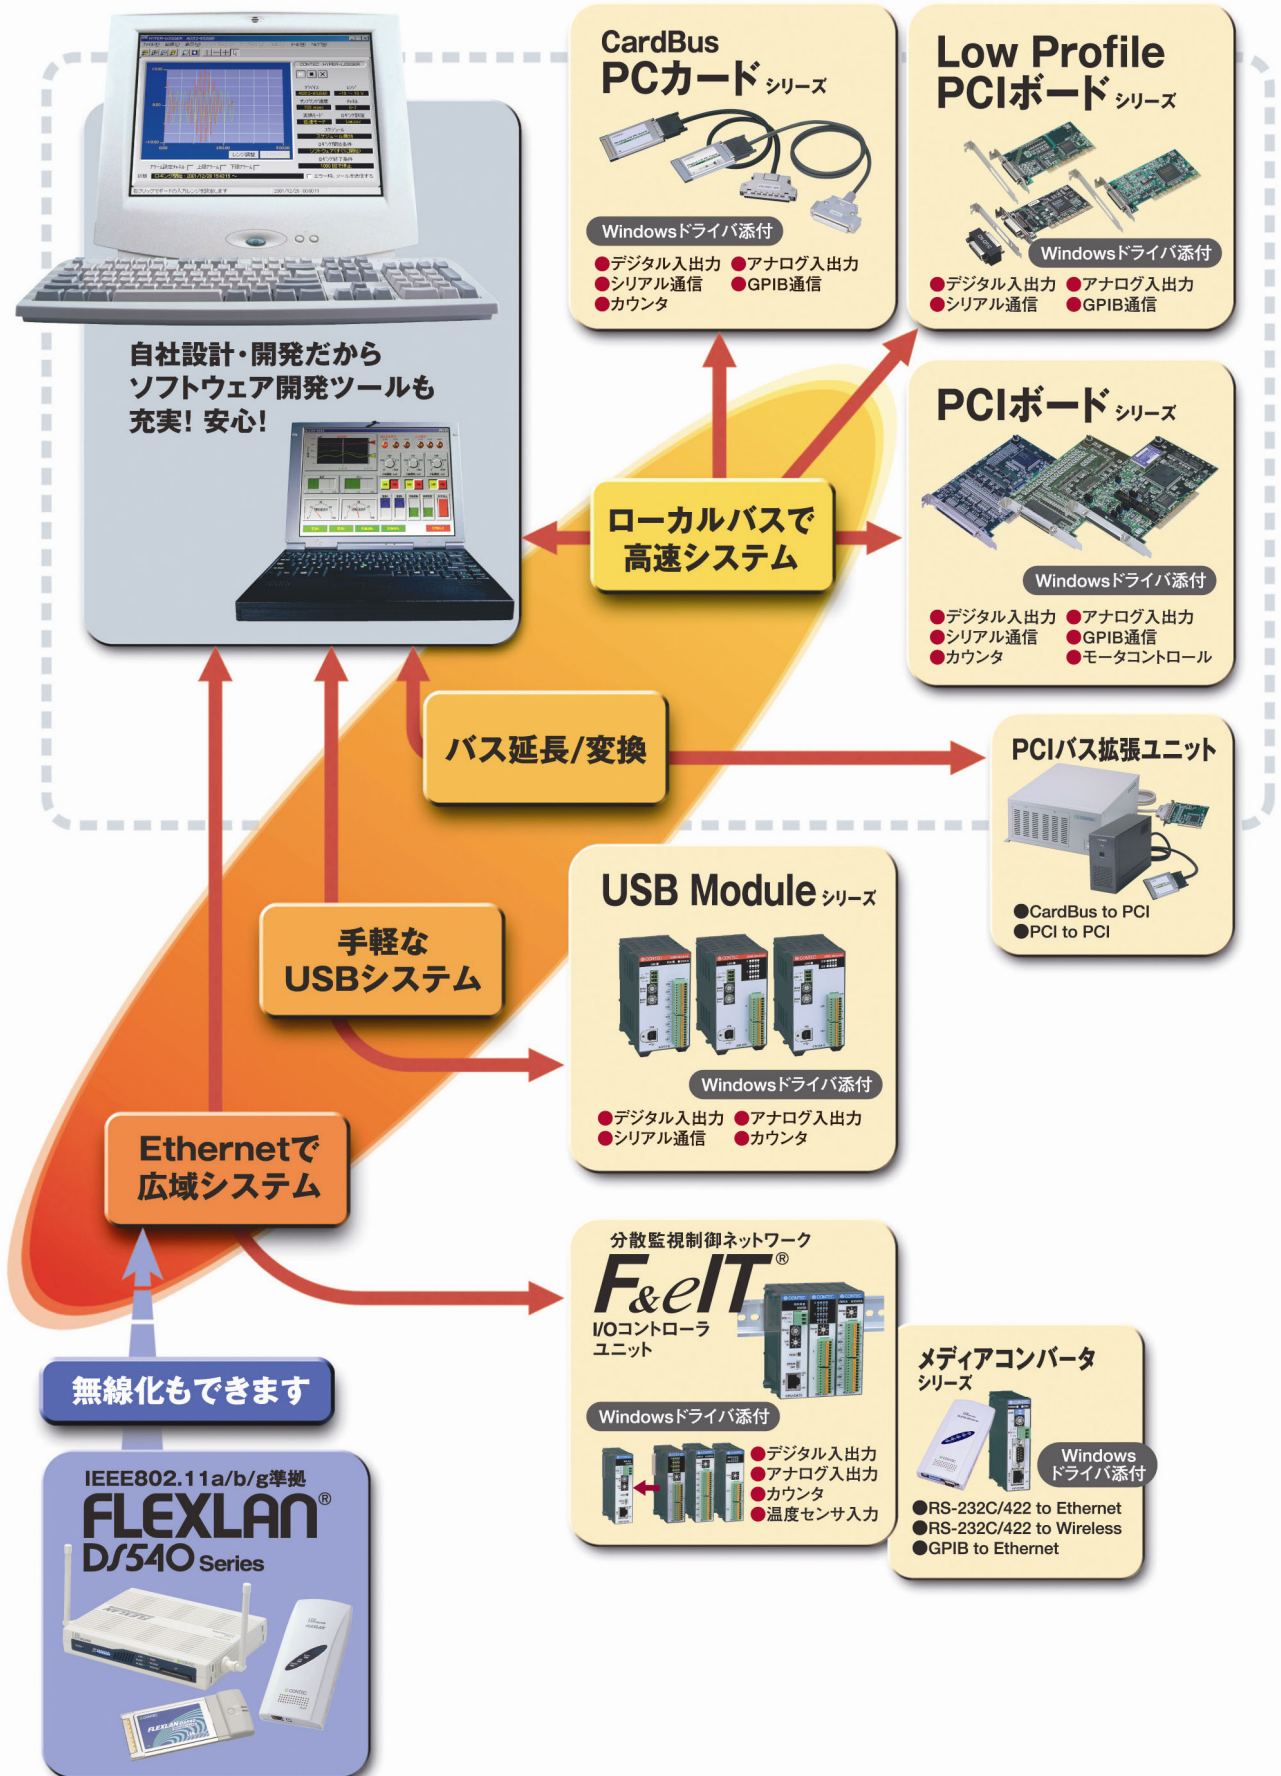 CardBus
PCカード シリーズ
Windowsドライバ添付
●デジタル入出力 ●アナログ入出力
●シリアル通信 ●GPIB通信
●カウンタ
Low Profile
PCIボード シリーズ
Windowsドライバ添付
●デジタル入出力 ●アナログ入出力
●シリアル通信 ●GPIB通信
自社設計・開発だから
ソフトウェア開発ツールも
充実! 安心!
ローカルバスで
高速システム
PCIボード シリーズ
Windowsドライバ添付
●デジタル入出力 ●アナログ入出力
●シリアル通信 ●GPIB通信
●カウンタ ●モータコントロール
バス延長/変換
PCIバス拡張ユニット
●CardBus to PCI
●PCI to PCI
手軽な
USBシステム
USB Module シリーズ
Windowsドライバ添付
●デジタル入出力 ●アナログ入出力
●シリアル通信 ●カウンタ
Ethernetで
広域システム
分散監視制御ネットワーク
F&eIT®
I/Oコントローラ
ユニット
Windowsドライバ添付
●デジタル入出力
●アナログ入出力
●カウンタ
●温度センサ入力
メディアコンバータ
シリーズ
Windows
ドライバ添付
●RS-232C/422 to Ethernet
●RS-232C/422 to Wireless
●GPIB to Ethernet
無線化もできます
IEEE802.11a/b/g準拠
FLEXLAN®
DS540 Series